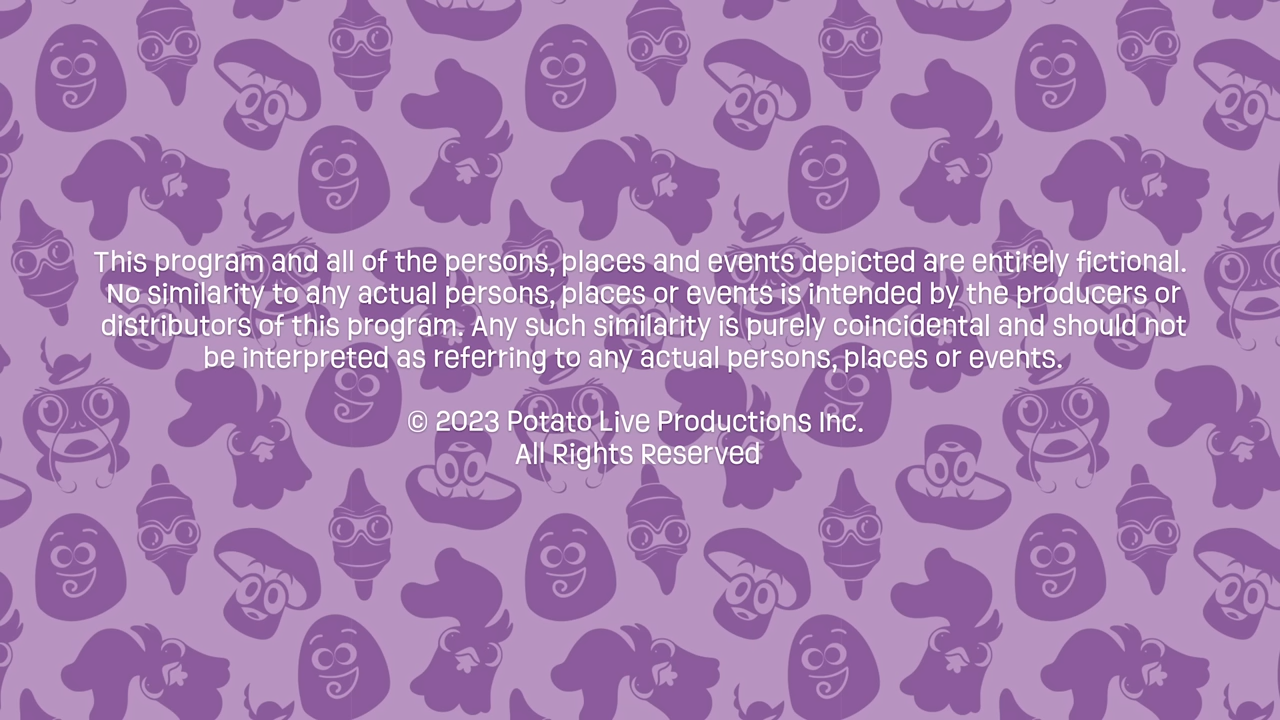 This program and all of the persons, places and events depicted are entirely fictional.
No similarity to any actual persons, places or events is intended by the producers or
distributors of this program. Any such similarity is purely coincidental and should not
be interpreted as referring to any actual persons, places or events.
© 2023 Potato Live Productions Inc.
All Rights Reserved